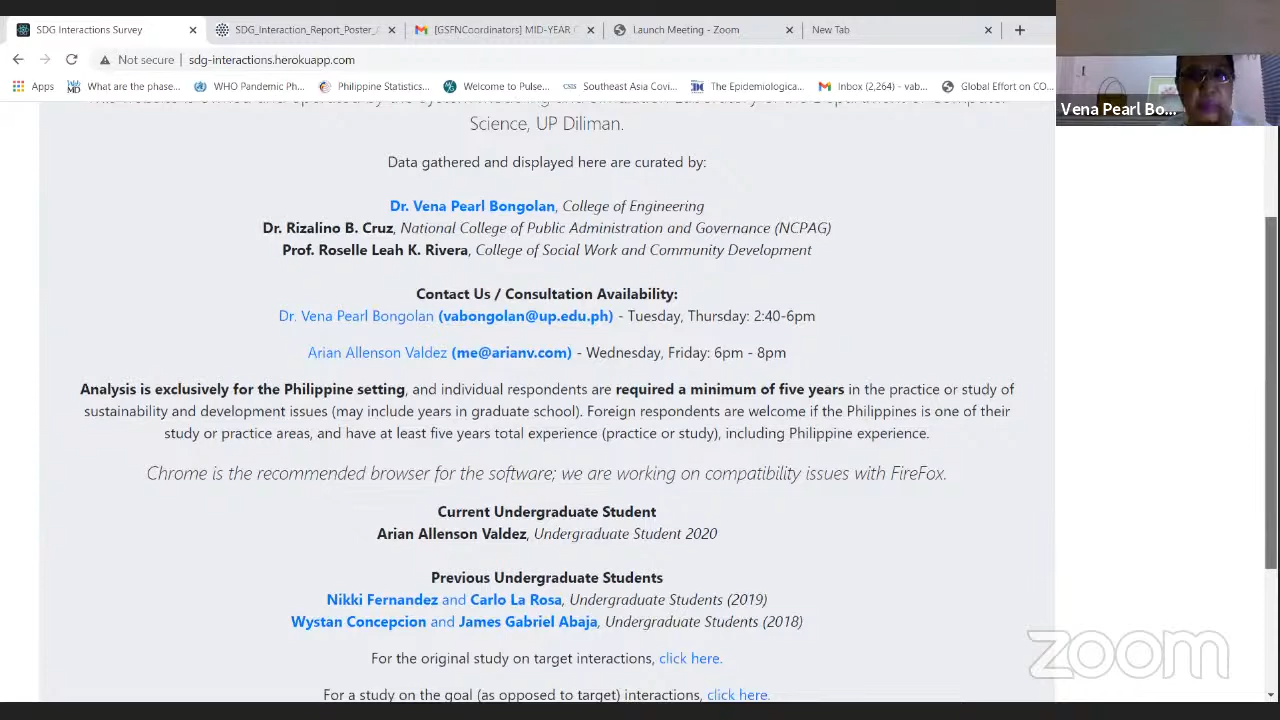 SDG Interactions Survey
SDG_Interaction_Report_Poster_
[GSFNCoordinators] MID-YEAR
Launch Meeting - Zoom
New Tab
Not secure | sdg-interactions.herokuapp.com
Apps
What are the phase...
WHO Pandemic Ph...
Philippine Statistics...
Welcome to Pulse...
Southeast Asia Covi...
The Epidemiologica...
Inbox (2,264) - vab...
Global Effort on CO...
Vena Pearl Bo...
Science, UP Diliman.
Data gathered and displayed here are curated by:
Dr. Vena Pearl Bongolan, College of Engineering
Dr. Rizalino B. Cruz, National College of Public Administration and Governance (NCPAG)
Prof. Roselle Leah K. Rivera, College of Social Work and Community Development
Contact Us / Consultation Availability:
Dr. Vena Pearl Bongolan (vabongolan@up.edu.ph) - Tuesday, Thursday: 2:40-6pm
Arian Allenson Valdez (me@arianv.com) - Wednesday, Friday: 6pm - 8pm
Analysis is exclusively for the Philippine setting, and individual respondents are required a minimum of five years in the practice or study of
sustainability and development issues (may include years in graduate school). Foreign respondents are welcome if the Philippines is one of their
study or practice areas, and have at least five years total experience (practice or study), including Philippine experience.
Chrome is the recommended browser for the software; we are working on compatibility issues with FireFox.
Current Undergraduate Student
Arian Allenson Valdez, Undergraduate Student 2020
Previous Undergraduate Students
Nikki Fernandez and Carlo La Rosa, Undergraduate Students (2019)
Wystan Concepcion and James Gabriel Abaja, Undergraduate Students (2018)
For the original study on target interactions, click here.
For a study on the goal (as opposed to target) interactions, click here.
zoom